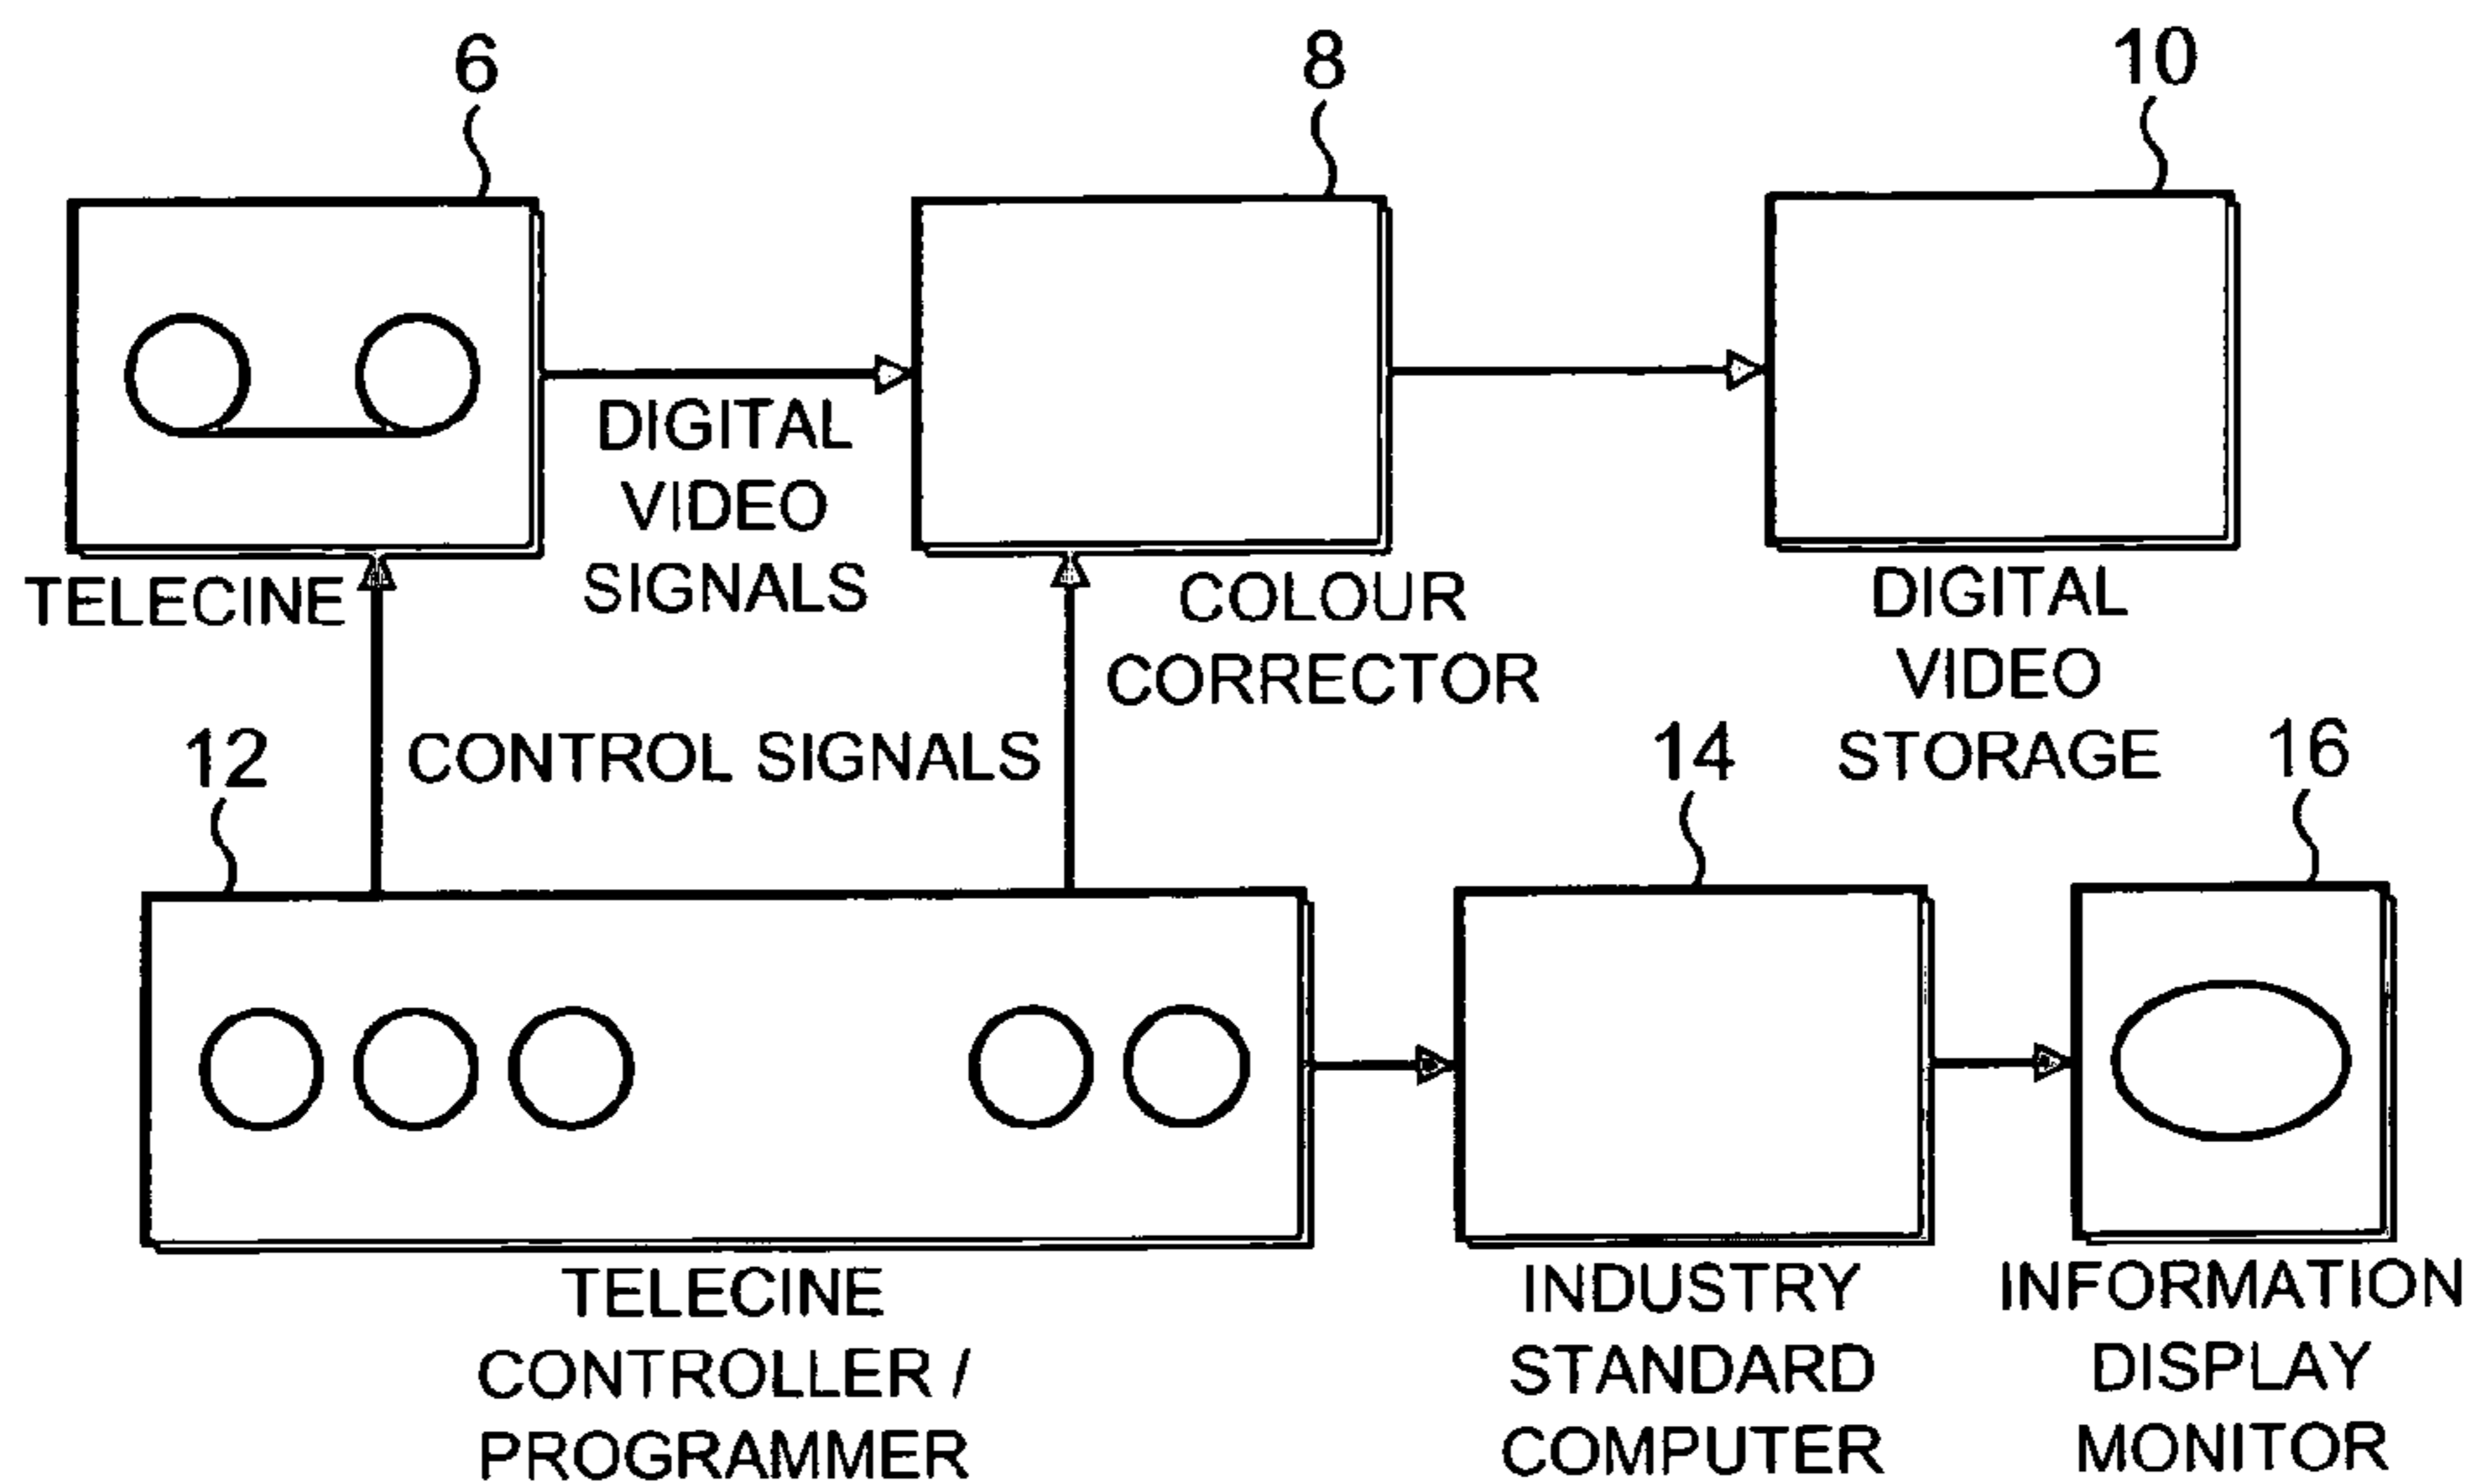 6
8
10
DIGITAL
VIDEO
SIGNALS
TELECINE
COLOUR
CORRECTOR
DIGITAL
VIDEO
STORAGE
12
CONTROL SIGNALS
14
16
TELECINE
CONTROLLER /
PROGRAMMER
INDUSTRY
STANDARD
COMPUTER
INFORMATION
DISPLAY
MONITOR